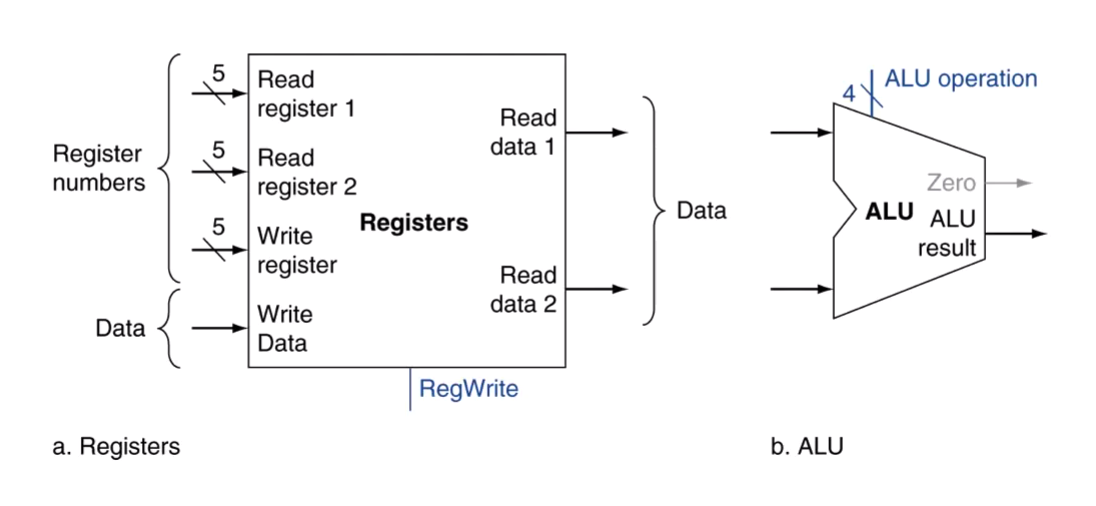 5
Read
register 1
5
Read
register 2
5
Write
register
Write
Data
Register
numbers
Data
Registers
Read
data 1
Read
data 2
Data
RegWrite
a. Registers
4
ALU operation
Zero
ALU
ALU
result
b. ALU